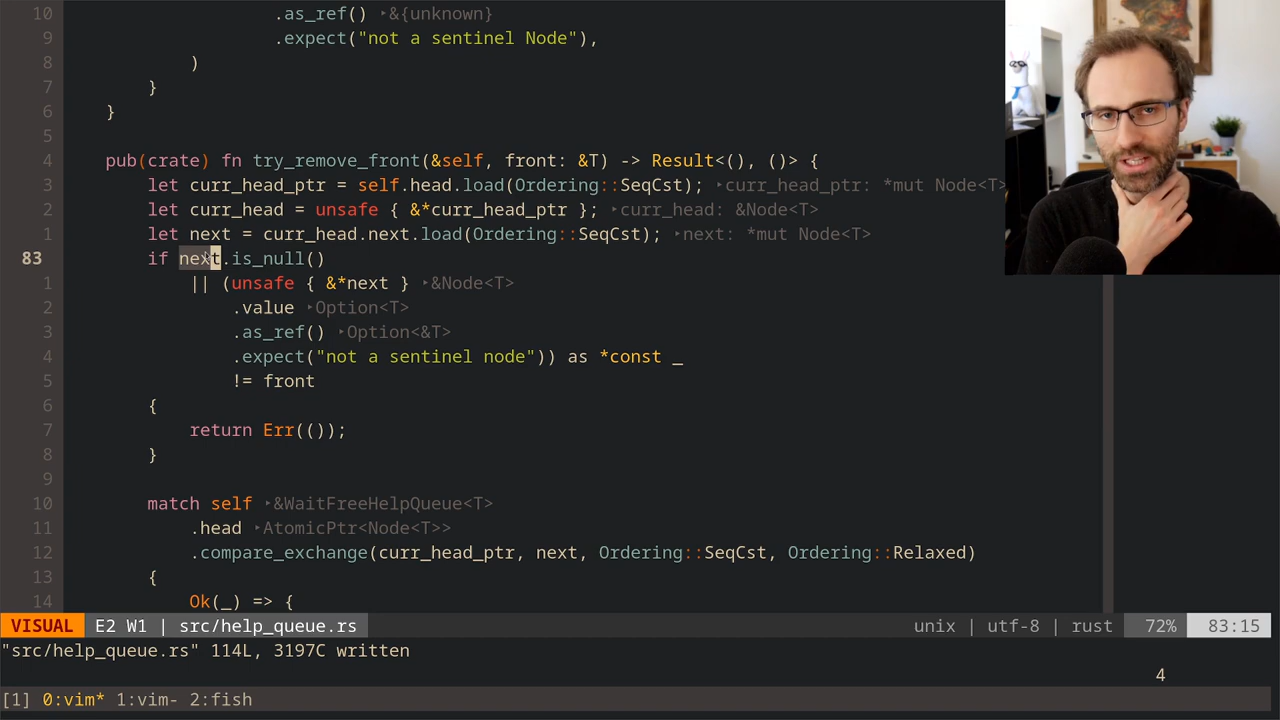 10 .as_ref() ‣&{unknown}
9 .expect("not a sentinel Node"),
8 )
7 }
6 }
5
4 pub(crate) fn try_remove_front(&self, front: &T) -> Result<(), ()> {
3 let curr_head_ptr = self.head.load(Ordering::SeqCst); ‣curr_head_ptr: *mut Node<T>
2 let curr_head = unsafe { &*curr_head_ptr }; ‣curr_head: &Node<T>
1 let next = curr_head.next.load(Ordering::SeqCst); ‣next: *mut Node<T>
83 if next.is_null()
1 || (unsafe { &*next } ‣&Node<T>
2 .value ‣Option<T>
3 .as_ref() ‣Option<&T>
4 .expect("not a sentinel node")) as *const _
5 != front
6 {
7 return Err(());
8 }
9
10 match self ‣&WaitFreeHelpQueue<T>
11 .head ‣AtomicPtr<Node<T>>
12 .compare_exchange(curr_head_ptr, next, Ordering::SeqCst, Ordering::Relaxed)
13 {
14 Ok(_) => {
VISUAL E2 W1 | src/help_queue.rs unix | utf-8 | rust 72% 83:15
"src/help_queue.rs" 114L, 3197C written
4
[1] 0:vim* 1:vim- 2:fish